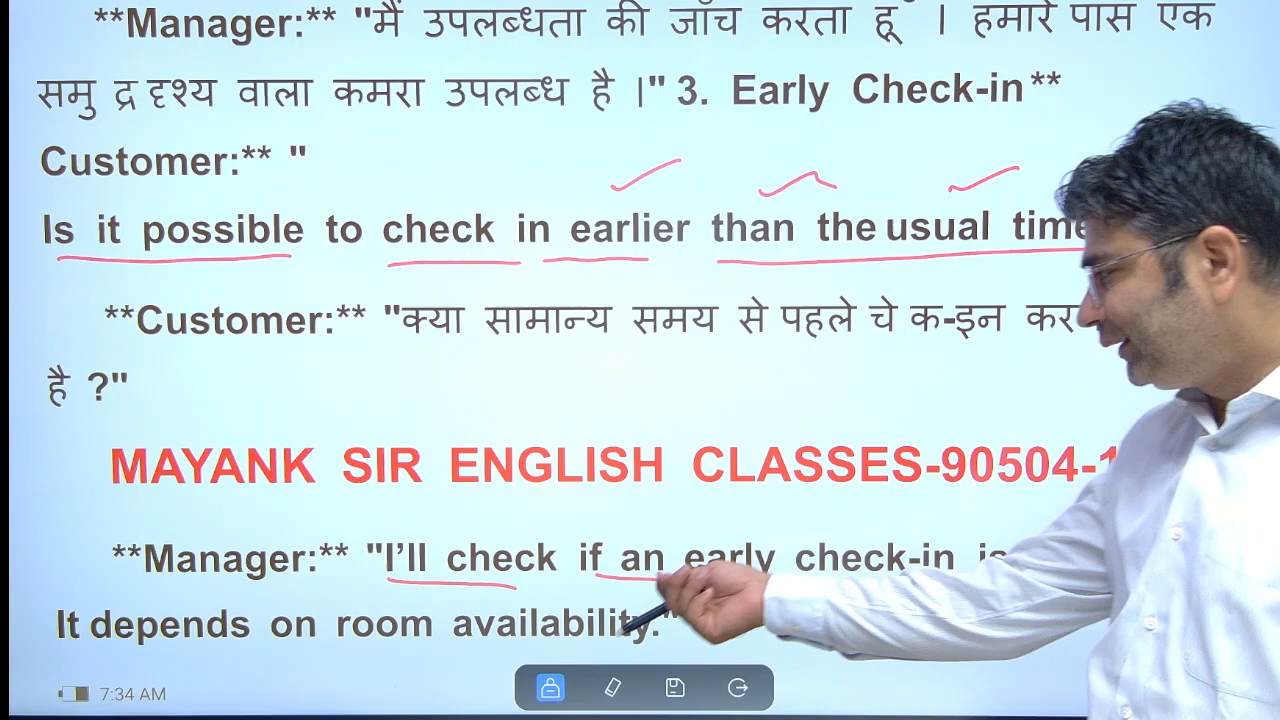 **Manager:** "मैं उपलब्धता की जाँच करता हूँ । हमारे पास एक
समु द्र दृश्य वाला कमरा उपलब्ध है ।" 3. Early Check-in**
Customer:** "
Is it possible to check in earlier than the usual time
**Customer:** "क्या सामान्य समय से पहले चे क-इन कर
है ?"
MAYANK SIR ENGLISH CLASSES-90504-1
**Manager:** "I’ll check if an early check-in is
It depends on room availability."
7:34 AM